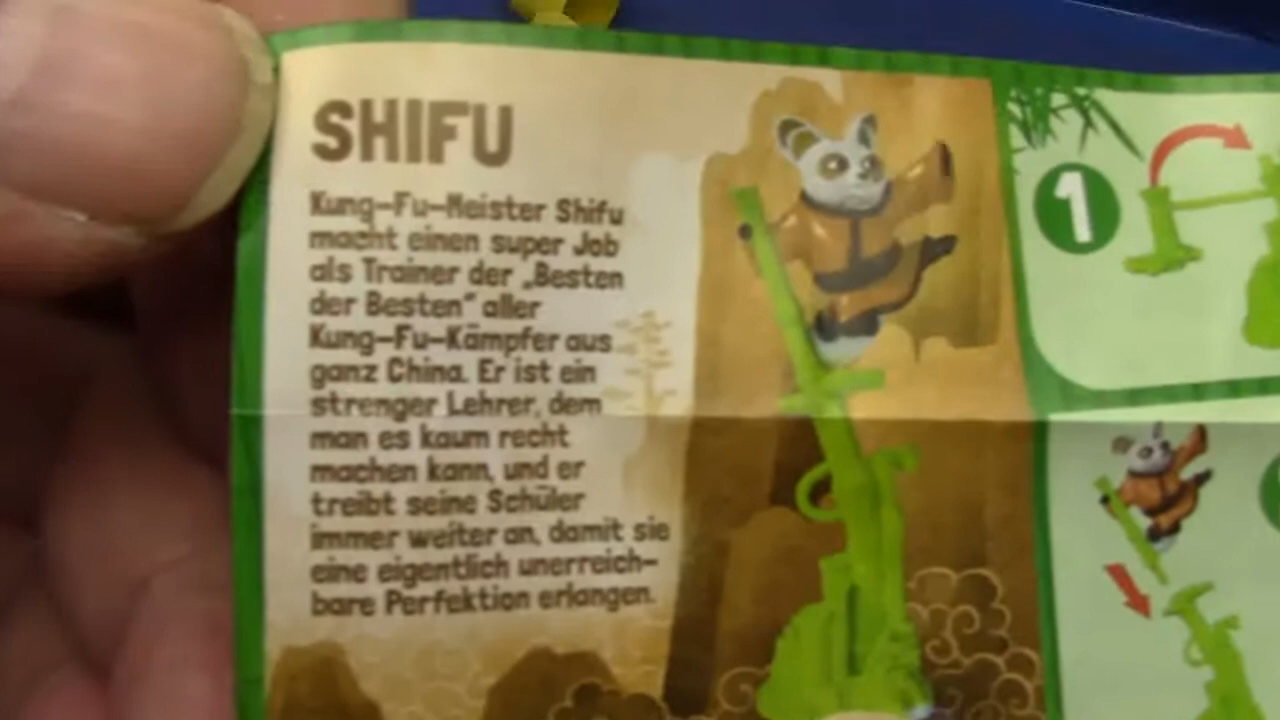 SHIFU
Kung-Fu-Meister Shifu
macht einen super Job
als Trainer der „Besten
der Besten" aller
Kung-Fu-Kämpfer aus
ganz China. Er ist ein
strenger Lehrer, dem
man es kaum recht
machen kann, und er
treibt seine Schüler
immer weiter an, damit sie
eine eigentlich unerreich-
bare Perfektion erlangen.
1